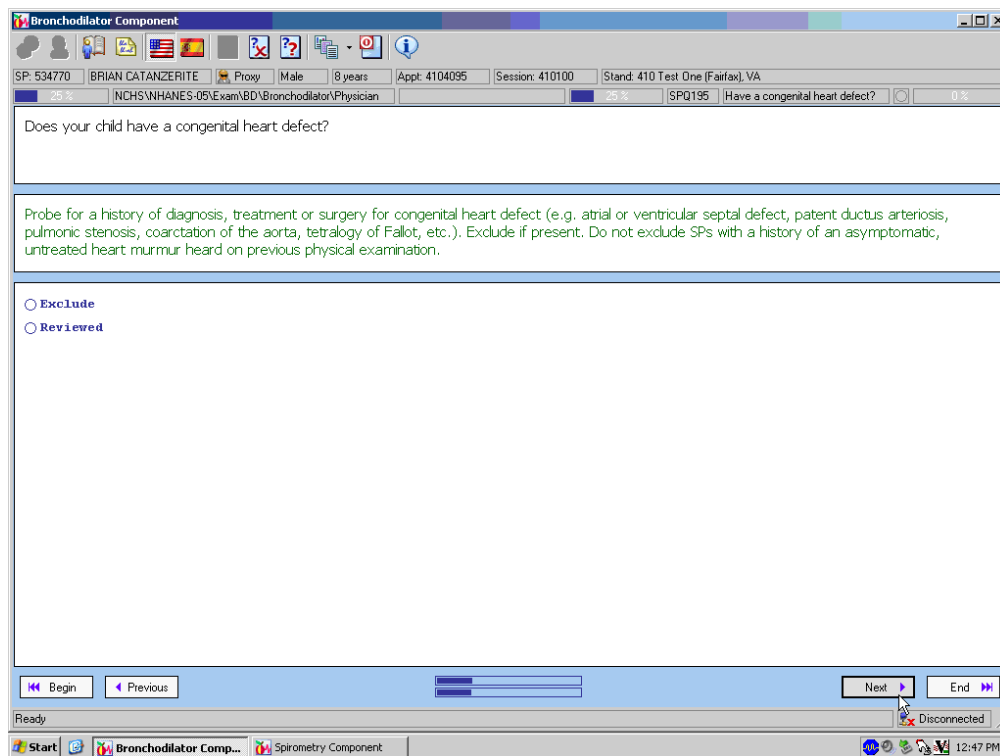 Bronchodilator Component
SP: 534770 BRIAN CATANZERITE Proxy Male 8 years Appt: 4104095 Session: 410100 Stand: 410 Test One (Fairfax), VA
25 % NCHS\NHANES-05\Exam\BD\Bronchodilator\Physician 25 % SPQ195 Have a congenital heart defect? 0 %
Does your child have a congenital heart defect?
Probe for a history of diagnosis, treatment or surgery for congenital heart defect (e.g. atrial or ventricular septal defect, patent ductus arteriosis,
pulmonic stenosis, coarctation of the aorta, tetralogy of Fallot, etc.). Exclude if present. Do not exclude SPs with a history of an asymptomatic,
untreated heart murmur heard on previous physical examination.
Exclude
Reviewed
Begin Previous Next End
Ready Disconnected
Start Bronchodilator Comp... Spirometry Component 12:47 PM